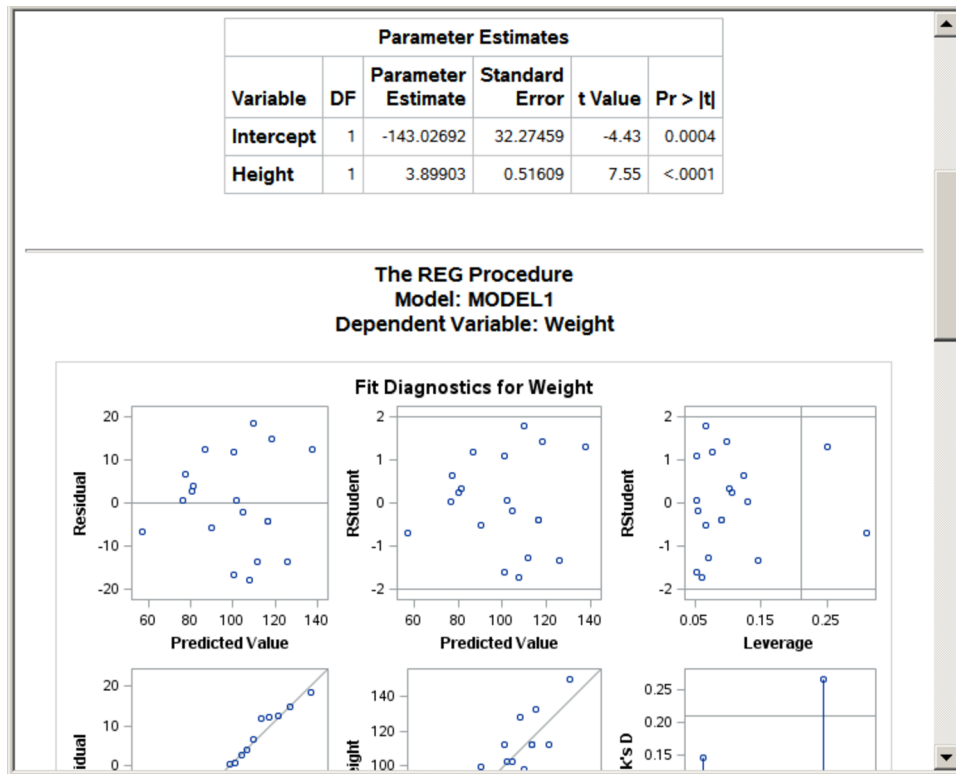 Parameter Estimates
Variable DF Parameter Estimate Standard Error t Value Pr > |t|
Intercept 1 -143.02692 32.27459 -4.43 0.0004
Height 1 3.89903 0.51609 7.55 <.0001
The REG Procedure
Model: MODEL1
Dependent Variable: Weight
Fit Diagnostics for Weight
Residual
20
10
0
-10
-20
60 80 100 120 140
Predicted Value
RStudent
2
1
0
-1
-2
60 80 100 120 140
Predicted Value
RStudent
2
1
0
-1
-2
0.05 0.15 0.25
Leverage
idual
20
10
0
eight
140
120
100
k's D
0.25
0.20
0.15